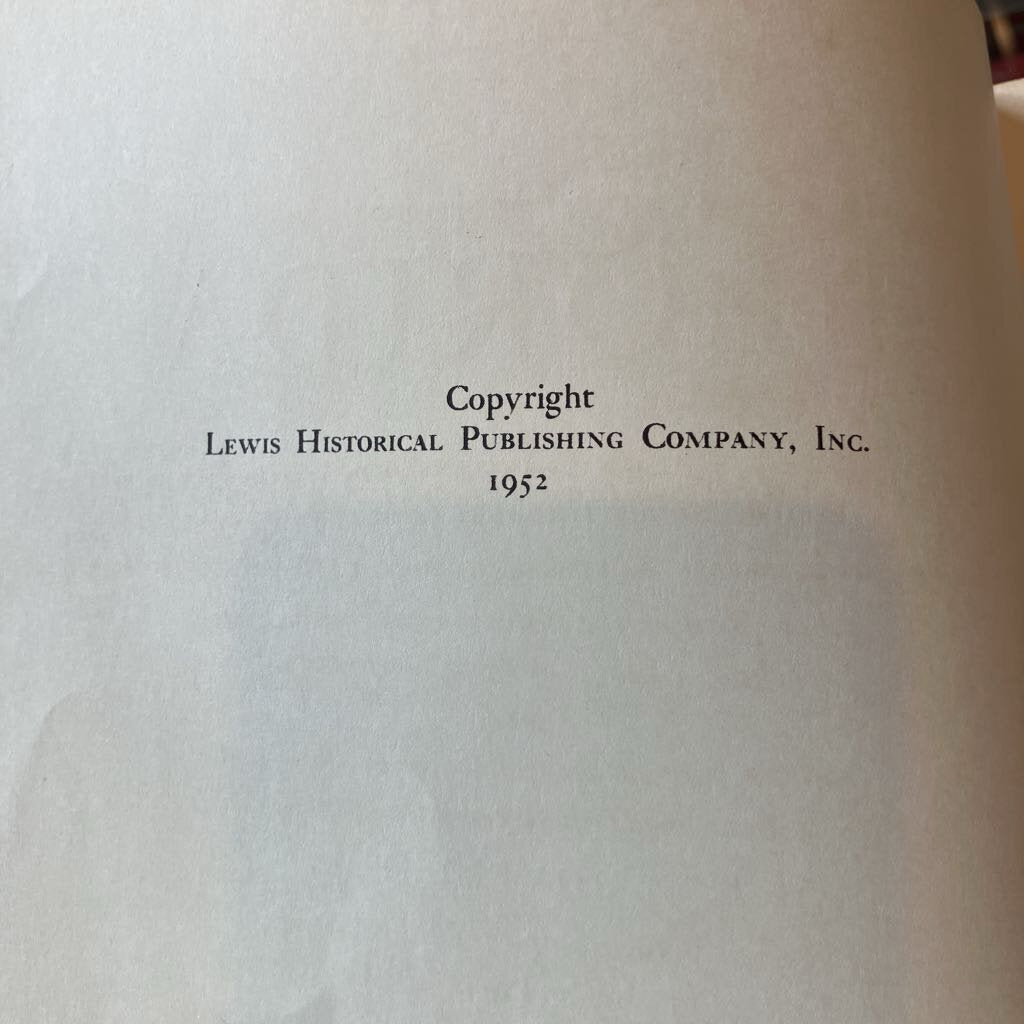 Copyright
Lewis Historical Publishing Company, Inc.
1952